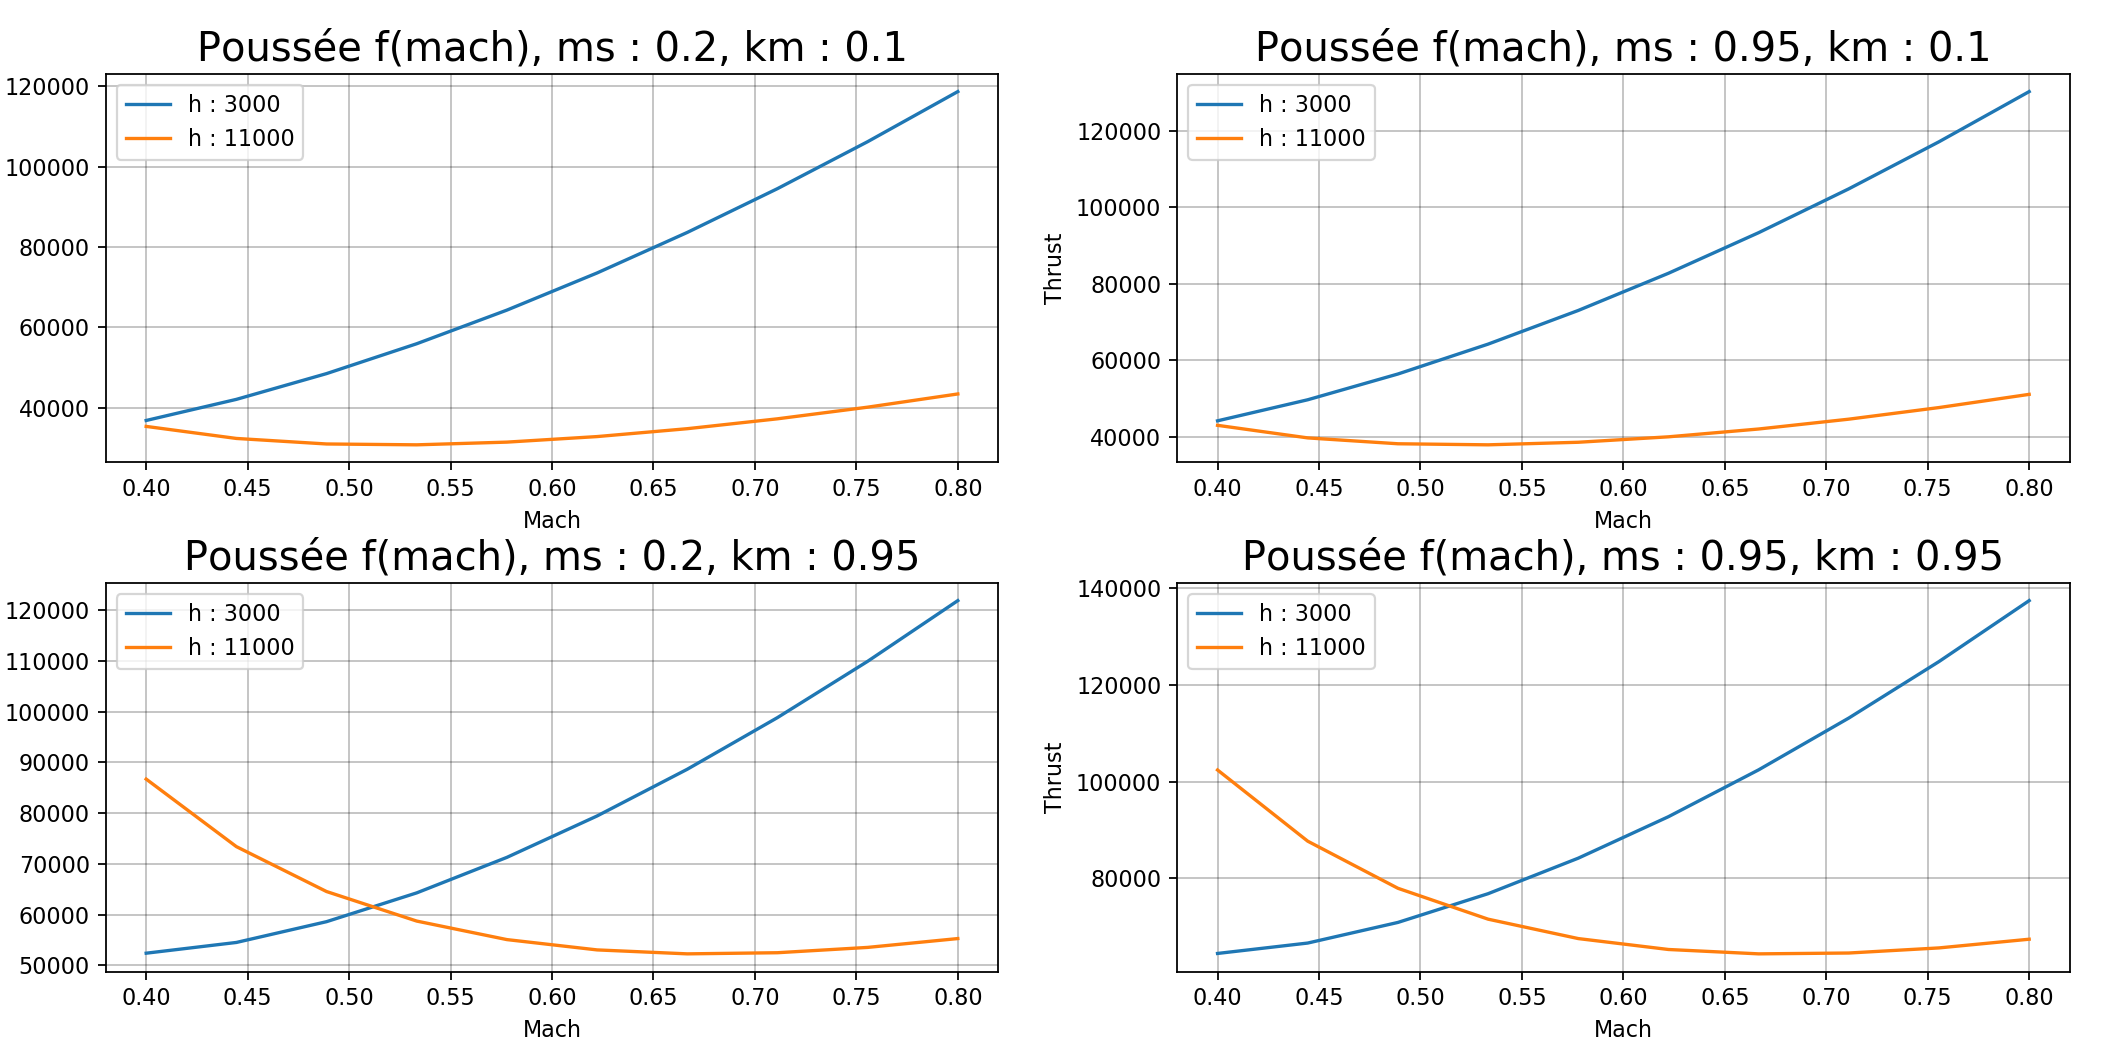 Poussée f(mach), ms : 0.2, km : 0.1
120000
100000
80000
60000
40000
h : 3000
h : 11000
0.40 0.45 0.50 0.55 0.60 0.65 0.70 0.75 0.80
Mach
Poussée f(mach), ms : 0.95, km : 0.1
Thrust
120000
100000
80000
60000
40000
h : 3000
h : 11000
0.40 0.45 0.50 0.55 0.60 0.65 0.70 0.75 0.80
Mach
Poussée f(mach), ms : 0.2, km : 0.95
120000
110000
100000
90000
80000
70000
60000
50000
h : 3000
h : 11000
0.40 0.45 0.50 0.55 0.60 0.65 0.70 0.75 0.80
Mach
Poussée f(mach), ms : 0.95, km : 0.95
Thrust
140000
120000
100000
80000
h : 3000
h : 11000
0.40 0.45 0.50 0.55 0.60 0.65 0.70 0.75 0.80
Mach